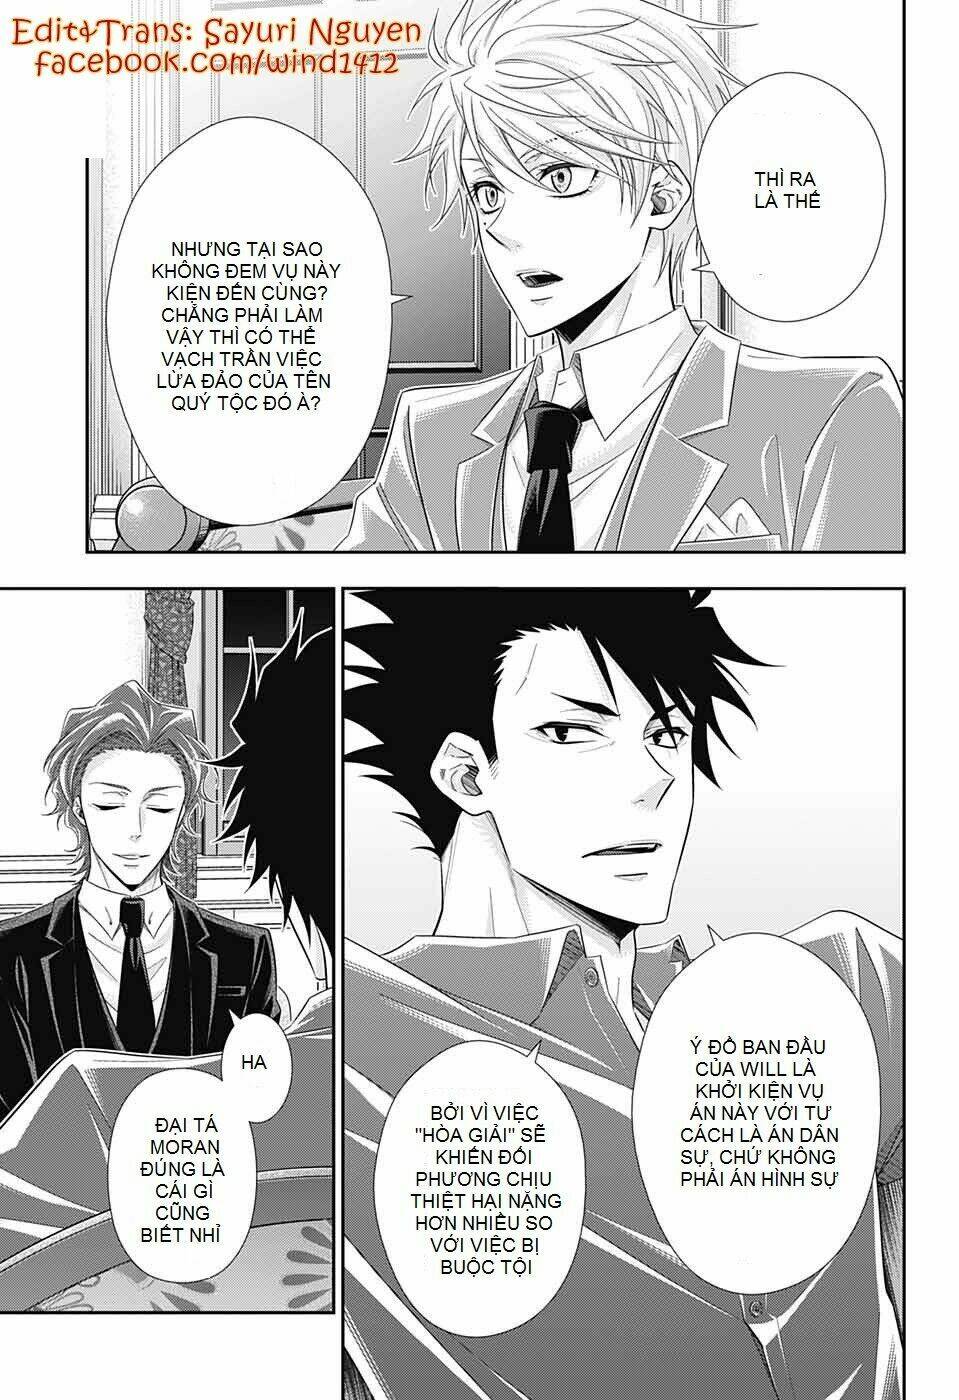 Edit&Trans: Sayuri Nguyen
facebook.com/wind1412
THÌ RA
LÀ THẾ
NHƯNG TẠI SAO
KHÔNG ĐEM VỤ NÀY
KIỆN ĐẾN CÙNG?
CHẲNG PHẢI LÀM
VẬY THÌ CÓ THỂ
VẠCH TRẦN VIỆC
LỪA ĐẢO CỦA TÊN
QUÝ TỘC ĐÓ À?
Ý ĐỒ BAN ĐẦU
CỦA WILL LÀ
KHỞI KIỆN VỤ
ÁN NÀY VỚI TƯ
CÁCH LÀ ÁN DÂN
SỰ, CHỨ KHÔNG
PHẢI ÁN HÌNH SỰ
BỞI VÌ VIỆC
"HÒA GIẢI" SẼ
KHIẾN ĐỐI
PHƯƠNG CHỊU
THIỆT HẠI NẶNG
HƠN NHIỀU SO
VỚI VIỆC BỊ
BUỘC TỘI
HA
ĐẠI TÁ
MORAN
ĐÚNG LÀ
CÁI GÌ
CŨNG
BIẾT NHỈ